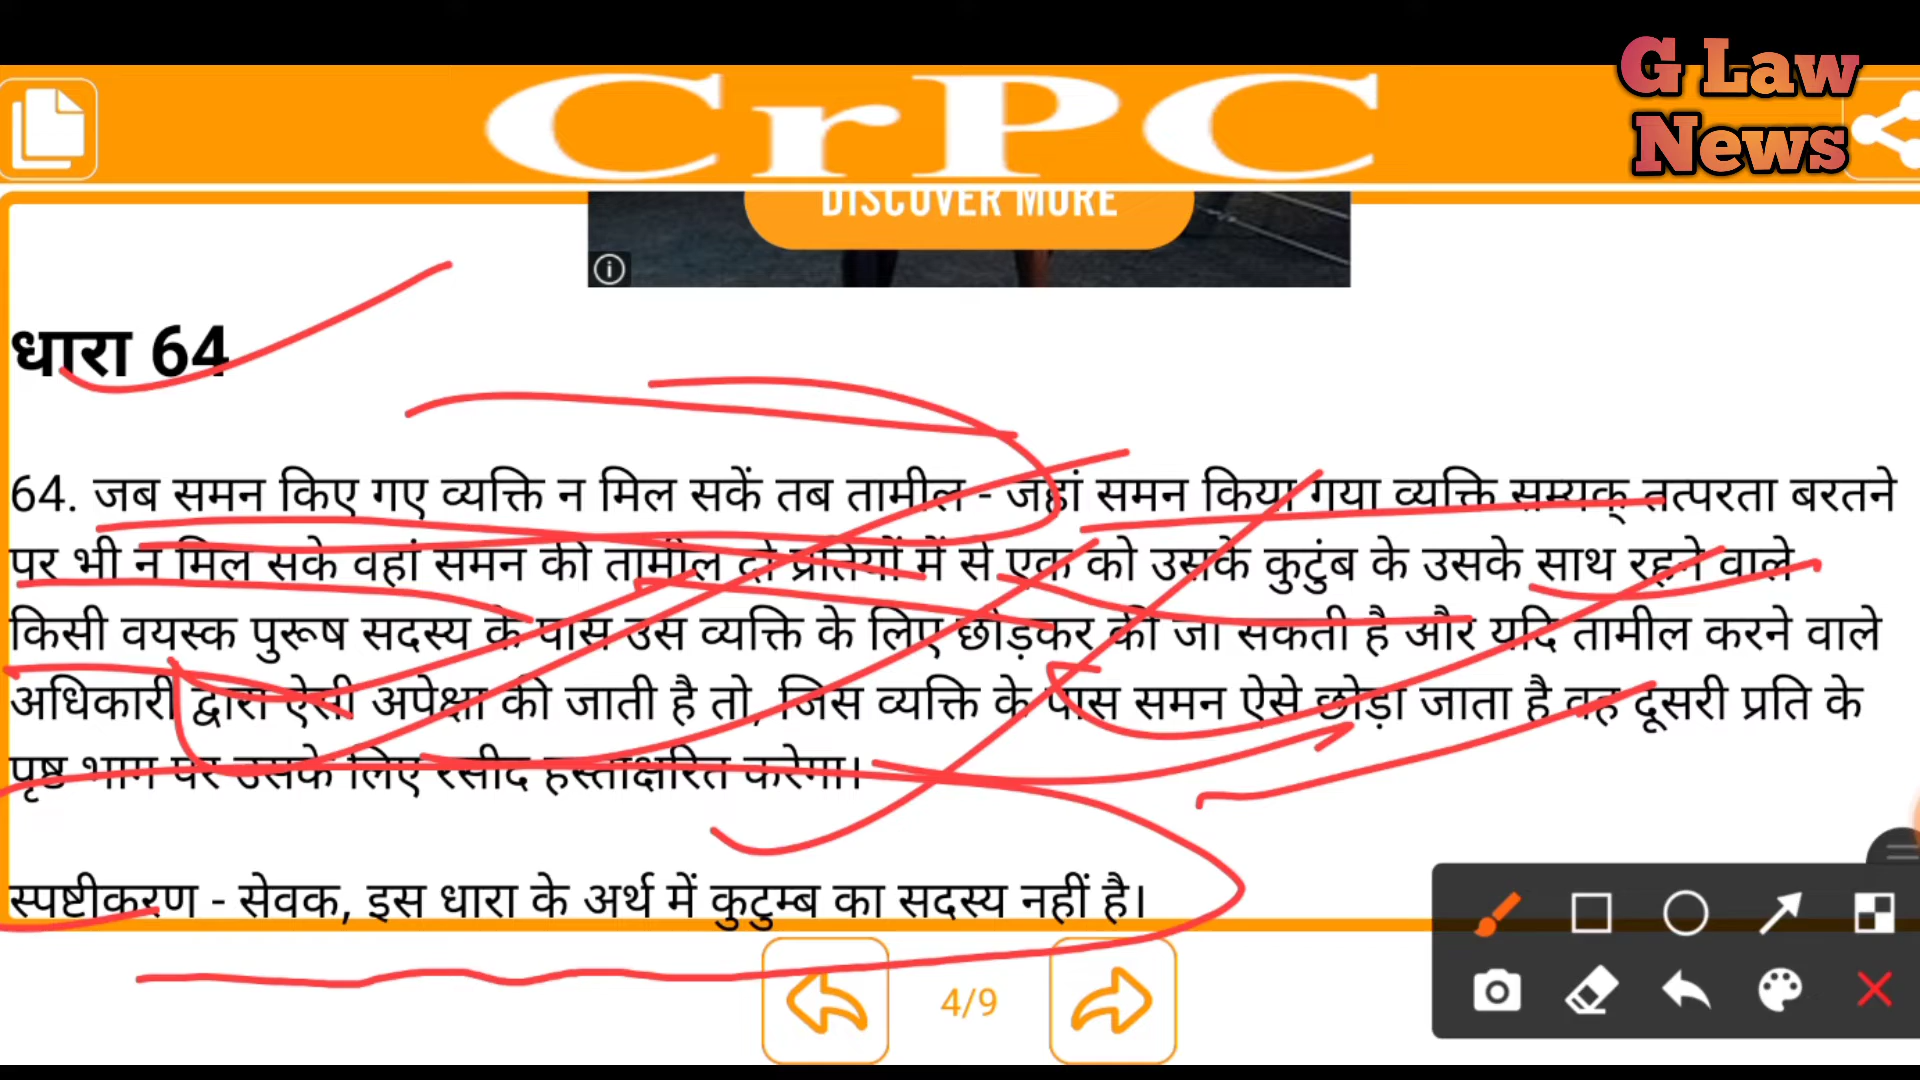 G Law
News
CrPC
DISCOVER MORE
धारा 64
64. जब समन किए गए व्यक्ति न मिल सकें तब तामील - जहां समन किया गया व्यक्ति सम्यक् तत्परता बरतने
पर भी न मिल सके वहां समन की तामील दो प्रतियों में से एक को उसके कुटुंब के उसके साथ रहने वाले
किसी वयस्क पुरूष सदस्य के पास उस व्यक्ति के लिए छोड़कर की जा सकती है और यदि तामील करने वाले
अधिकारी द्वारा ऐसी अपेक्षा की जाती है तो, जिस व्यक्ति के पास समन ऐसे छोड़ा जाता है वह दूसरी प्रति के
पृष्ठ भाग पर उसके लिए रसीद हस्ताक्षरित करेगा।
स्पष्टीकरण - सेवक, इस धारा के अर्थ में कुटुम्ब का सदस्य नहीं है।
4/9